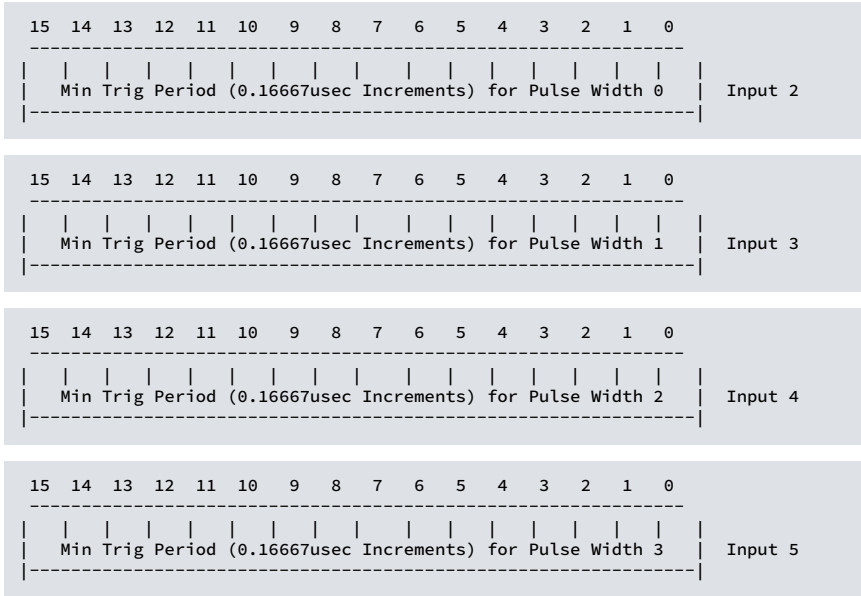 15 14 13 12 11 10 9 8 7 6 5 4 3 2 1 0
---------------------------------------------------------------
| | | | | | | | | | | | | | | | |
| Min Trig Period (0.16667usec Increments) for Pulse Width 0 | Input 2
|----------------------------------------------------------------|
15 14 13 12 11 10 9 8 7 6 5 4 3 2 1 0
---------------------------------------------------------------
| | | | | | | | | | | | | | | | |
| Min Trig Period (0.16667usec Increments) for Pulse Width 1 | Input 3
|----------------------------------------------------------------|
15 14 13 12 11 10 9 8 7 6 5 4 3 2 1 0
---------------------------------------------------------------
| | | | | | | | | | | | | | | | |
| Min Trig Period (0.16667usec Increments) for Pulse Width 2 | Input 4
|----------------------------------------------------------------|
15 14 13 12 11 10 9 8 7 6 5 4 3 2 1 0
---------------------------------------------------------------
| | | | | | | | | | | | | | | | |
| Min Trig Period (0.16667usec Increments) for Pulse Width 3 | Input 5
|----------------------------------------------------------------|